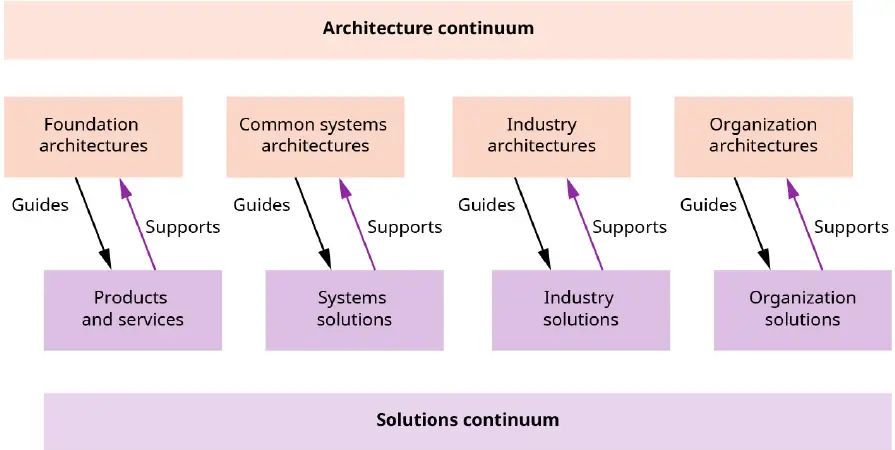 Architecture continuum
Foundation
architectures
Common systems
architectures
Industry
architectures
Organization
architectures
Guides
Supports
Guides
Supports
Guides
Supports
Guides
Supports
Products
and services
Systems
solutions
Industry
solutions
Organization
solutions
Solutions continuum